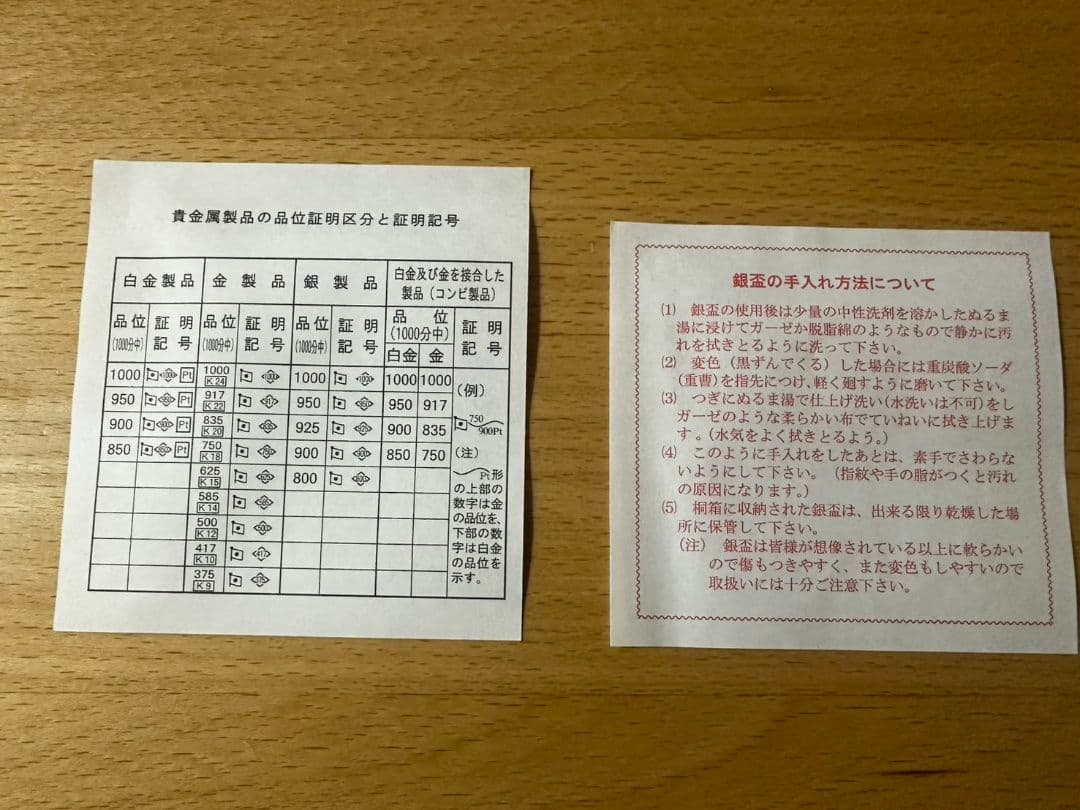 貴金属製品の品位証明区分と証明記号
白金製品 金製品 銀製品 白金及び金を接合した製品（コンビ製品）
品位(1000分中) 証明記号 品位(1000分中) 証明記号 品位(1000分中) 証明記号 品位(1000分中) 証明記号
白金 金
1000 Pt 1000 K24 1000 1000 1000 （例）
950 Pt 917 K22 950 950 917 750
900 Pt 835 K20 925 900 835 900Pt
850 Pt 750 K18 900 850 750 （注）
625 K15 800 Pt形
585 K14 の上部の
数字は金
500 K12 の品位を、
下部の数
417 K10 字は白金
の品位を
375 K9 示す。
銀盃の手入れ方法について
(1) 銀盃の使用後は少量の中性洗剤を溶かしたぬるま
湯に浸けてガーゼか脱脂綿のようなもので静かに汚
れを拭きとるように洗って下さい。
(2) 変色（黒ずんでくる）した場合には重炭酸ソーダ
（重曹）を指先につけ、軽く廻すように磨いて下さい。
(3) つぎにぬるま湯で仕上げ洗い（水洗いは不可）をし
ガーゼのような柔らかい布でていねいに拭き上げま
す。（水気をよく拭きとるよう。）
(4) このように手入れをしたあとは、素手でさわらな
いようにして下さい。（指紋や手の脂がつくと汚れ
の原因になります。）
(5) 桐箱に収納された銀盃は、出来る限り乾燥した場
所に保管して下さい。
（注） 銀盃は皆様が想像されている以上に軟らかい
ので傷もつきやすく、また変色もしやすいので
取扱いには十分ご注意下さい。